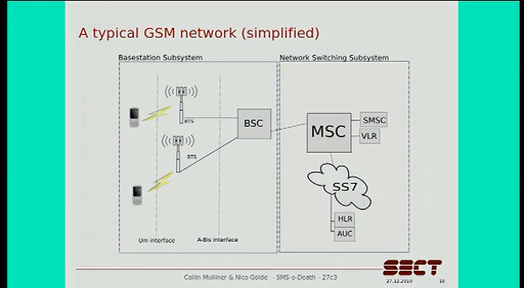 A typical GSM network (simplified)
Basestation Subsystem
Network Switching Subsystem
BTS
BSC
MSC
SMSC
VLR
BTS
SS7
HLR
AUC
Um interface
A-Bis interface
Collin Mulliner & Nico Golde - SMS-o-Death - 27c3
SECT
27.12.2010
10